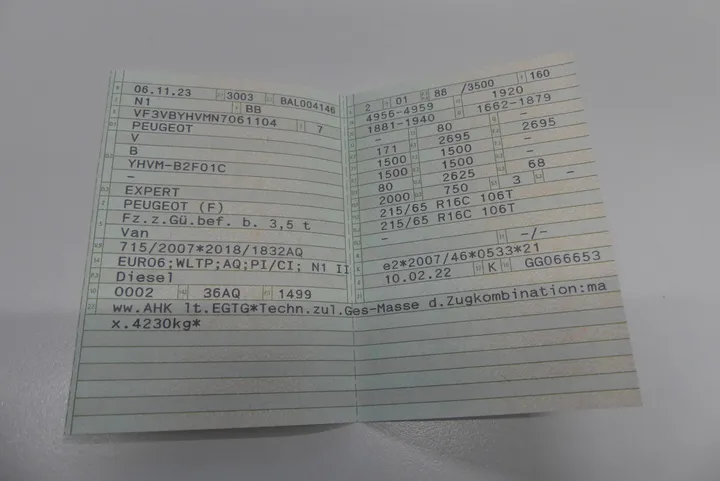 06.11.23 3003 BAL004146
N1 BB
VF3VBYHVMN7061104 7
PEUGEOT
V
B
YHVM-B2F01C
–
EXPERT
PEUGEOT (F)
Fz.z.Gü.bef. b. 3,5 t
Van
715/2007*2018/1832AQ
EURO6;WLTP;AQ;PI/CI; N1 II
Diesel
0002 36AQ 1499
ww.AHK lt.EGTG*Techn.zul.Ges-Masse d.Zugkombination:ma
x.4230kg*
2 01 88 /3500 160
4956-4959 1920
1881-1940 1662-1879
– 80 –
171 2695 2695
1500 1500 –
1500 1500 –
80 2625 68
2000 750 3 –
215/65 R16C 106T
215/65 R16C 106T
–
– -/-
e2*2007/46*0533*21
10.02.22 K GG066653